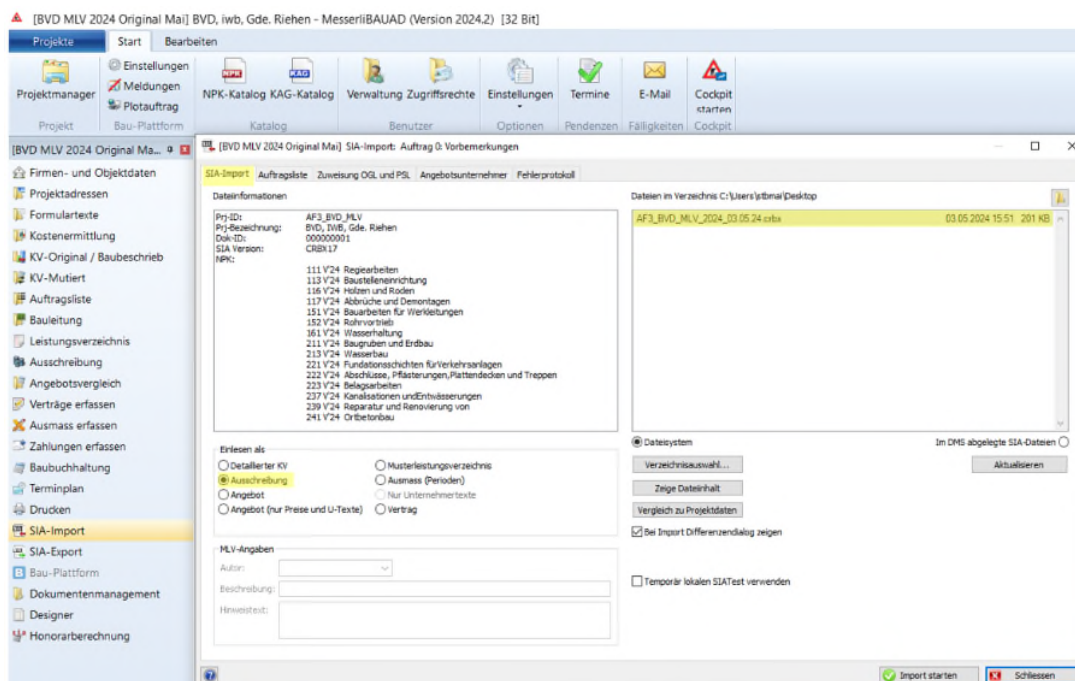 [BVD MLV 2024 Original Mai] BVD, iwb, Gde. Riehen - MesserliBAUAD (Version 2024.2) [32 Bit]
Projekte Start Bearbeiten
Projektmanager
Einstellungen
Meldungen
Plotauftrag
NPK-Katalog KAG-Katalog Verwaltung Zugriffsrechte Einstellungen Termine E-Mail Cockpit starten
Projekt Bau-Plattform Katalog Benutzer Optionen Pendenzen Fälligkeiten Cockpit
[BVD MLV 2024 Original Ma...
Firmen- und Objektdaten
Projektadressen
Formulartexte
Kostenermittlung
KV-Original / Baubeschrieb
KV-Mutiert
Auftragsliste
Bauleitung
Leistungsverzeichnis
Ausschreibung
Angebotsvergleich
Verträge erfassen
Ausmass erfassen
Zahlungen erfassen
Baubuchhaltung
Terminplan
Drucken
SIA-Import
SIA-Export
Bau-Plattform
Dokumentenmanagement
Designer
Honorarberechnung
[BVD MLV 2024 Original Mai] SIA-Import: Auftrag 0: Vorbemerkungen
SIA-Import Auftragsliste Zuweisung OGL und PSL Angebotsunternehmer Fehlerprotokoll
Dateiinformationen
Prj-ID: AF3_BVD_MLV
Prj-Bezeichnung: BVD, IWB, Gde. Riehen
Dok-ID: 000000001
SIA Version: CRBX17
NPK:
111 V'24 Regiearbeiten
113 V'24 Baustelleneinrichtung
116 V'24 Holzen und Roden
117 V'24 Abbrüche und Demontagen
151 V'24 Bauarbeiten für Werkleitungen
152 V'24 Rohrvortrieb
161 V'24 Wasserhaltung
211 V'24 Baugruben und Erdbau
213 V'24 Wasserbau
221 V'24 Fundationsschichten fürVerkehrsanlagen
222 V'24 Abschlüsse, Pflästerungen,Plattendecken und Treppen
223 V'24 Belagsarbeiten
237 V'24 Kanalisationen undEntwässerungen
239 V'24 Reparatur und Renovierung von
241 V'24 Ortbetonbau
Dateien im Verzeichnis C:\Users\stbmai\Desktop
AF3_BVD_MLV_2024_03.05.24.crbx 03.05.2024 15:51 201 KB
Einlesen als
Detaillierter KV
Ausschreibung
Angebot
Angebot (nur Preise und U-Texte)
Musterleistungsverzeichnis
Ausmass (Perioden)
Nur Unternehmertexte
Vertrag
Dateisystem Im DMS abgelegte SIA-Dateien
Verzeichnisauswahl... Aktualisieren
Zeige Dateiinhalt
Vergleich zu Projektdaten
Bei Import Differenzendialog zeigen
Temporär lokalen SIATest verwenden
MLV-Angaben
Autor:
Beschreibung:
Hinweistext:
Import starten Schliessen